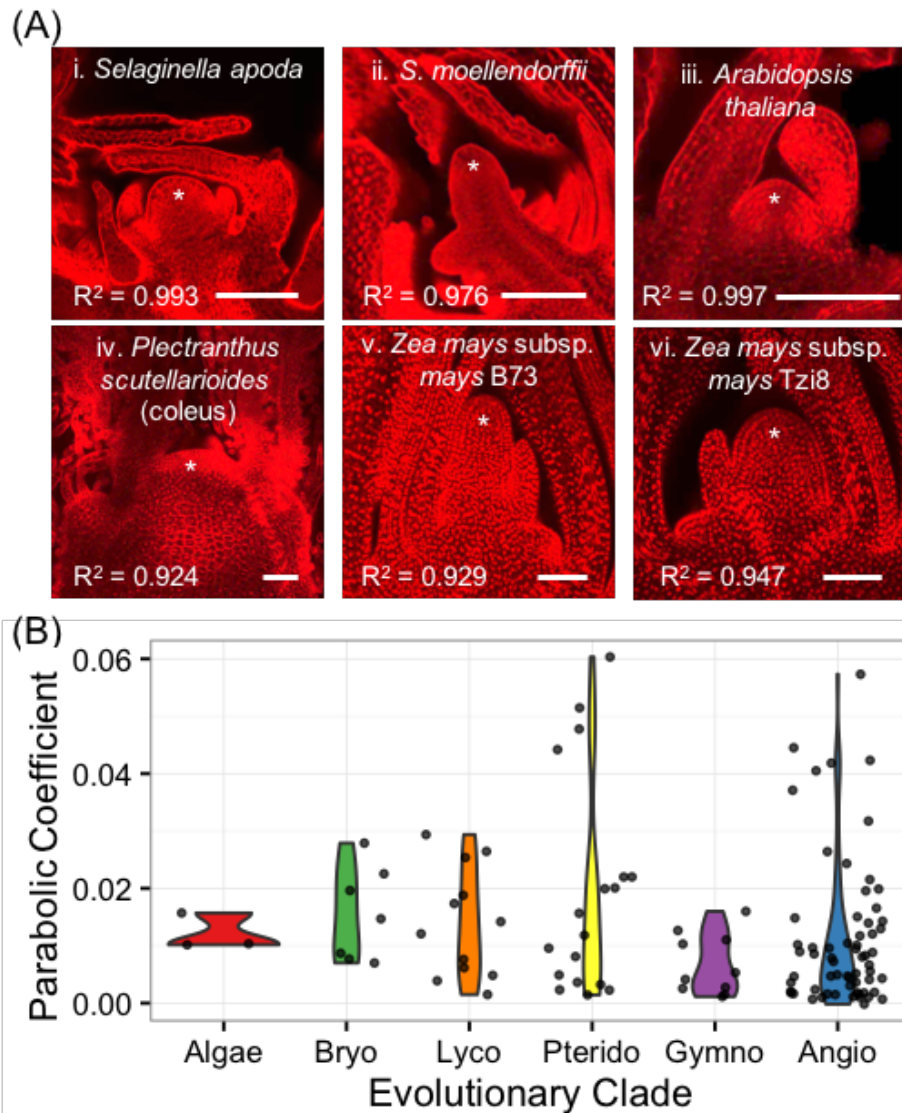 (A)
i. Selaginella apoda
*
R² = 0.993
ii. S. moellendorffii
*
R² = 0.976
iii. Arabidopsis
thaliana
*
R² = 0.997
iv. Plectranthus
scutellarioides
(coleus)
*
R² = 0.924
v. Zea mays subsp.
mays B73
*
R² = 0.929
vi. Zea mays subsp.
mays Tzi8
*
R² = 0.947
(B)
Parabolic Coefficient
0.06
0.04
0.02
0.00
Algae Bryo Lyco Pterido Gymno Angio
Evolutionary Clade